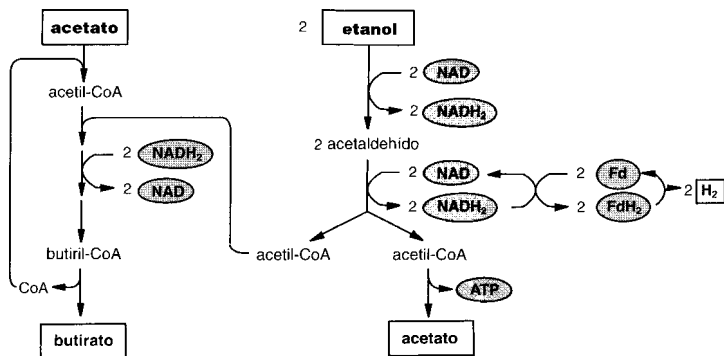 acetato
2 etanol
acetil-CoA
2 NAD
2 NADH₂
2 acetaldehido
2 NADH₂
2 NAD
2 NAD
2 NADH₂
2 Fd
2 FdH₂
2 H₂
butiril-CoA
acetil-CoA
acetil-CoA
CoA
ATP
butirato
acetato